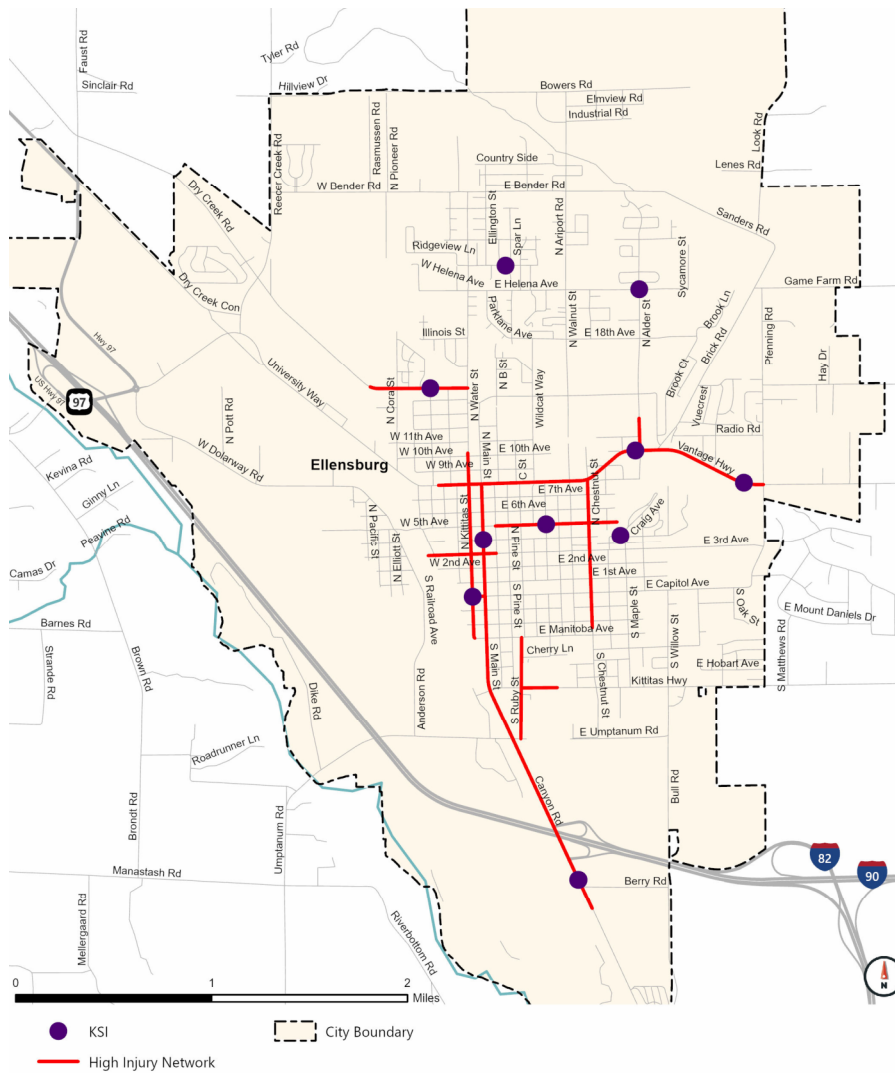 Tyler Rd
Faust Rd
Sinclair Rd
Hillview Dr
Bowers Rd
Elmview Rd
Industrial Rd
Look Rd
Rasmussen Rd
N Pioneer Rd
Reecer Creek Rd
Country Side
Lenes Rd
W Bender Rd
E Bender Rd
Dry Creek Rd
Sanders Rd
Ellington St
Spar Ln
N Ariport Rd
Sycamore St
Ridgeview Ln
W Helena Ave
E Helena Ave
Game Farm Rd
Dry Creek Con
Parklane Ave
N Walnut St
N Alder St
Brook Ln
Brick Rd
Pfenning Rd
Hwy 97
Illinois St
E 18th Ave
Hay Dr
US Hwy 97
97
University Way
N Cora St
N Water St
N B St
Wildcat Way
Brook Ct
Vuecrest
N Pott Rd
Radio Rd
W 11th Ave
W 10th Ave
E 10th Ave
N Main St
W Dolarway Rd
Ellensburg
W 9th Ave
C St
Vantage Hwy
Kevina Rd
Ginny Ln
E 7th Ave
N Chestnut St
E 6th Ave
Craig Ave
Peavine Rd
N Pacific St
W 5th Ave
N Kittitas St
N Elliott St
N Pine St
E 3rd Ave
W 2nd Ave
E 2nd Ave
Camas Dr
E 1st Ave
E Capitol Ave
S Railroad Ave
S Pine St
S Maple St
S Oak St
E Mount Daniels Dr
Barnes Rd
E Manitoba Ave
S Willow St
S Matthews Rd
Strande Rd
Brown Rd
Cherry Ln
S Main St
E Hobart Ave
Kittitas Hwy
Dike Rd
Anderson Rd
S Ruby St
S Chestnut St
Roadrunner Ln
E Umptanum Rd
Canyon Rd
Bull Rd
Brondt Rd
Umptanum Rd
82
90
Manastash Rd
Berry Rd
Mellergaard Rd
Riverbottom Rd
0
1
2
Miles
N
KSI
City Boundary
High Injury Network